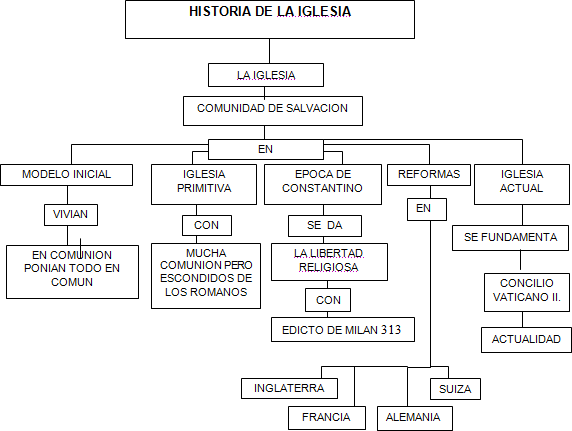 HISTORIA DE LA IGLESIA
LA IGLESIA
COMUNIDAD DE SALVACION
EN
MODELO INICIAL
VIVIAN
EN COMUNION
PONIAN TODO EN
COMUN
IGLESIA
PRIMITIVA
CON
MUCHA
COMUNION PERO
ESCONDIDOS DE
LOS ROMANOS
EPOCA DE
CONSTANTINO
SE DA
LA LIBERTAD
RELIGIOSA
CON
EDICTO DE MILAN 313
REFORMAS
EN
INGLATERRA
FRANCIA
ALEMANIA
SUIZA
IGLESIA
ACTUAL
SE FUNDAMENTA
CONCILIO
VATICANO II.
ACTUALIDAD